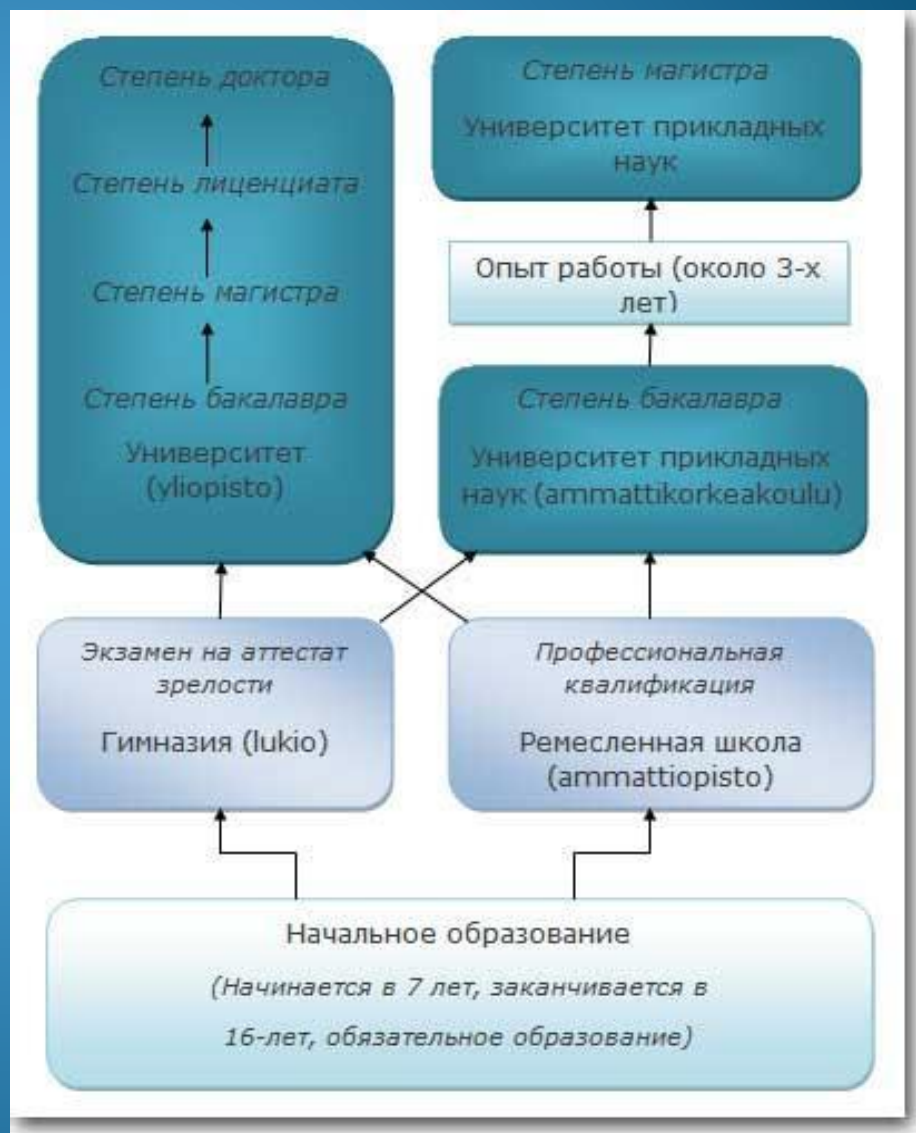 Степень доктора
Степень лиценциата
Степень магистра
Степень бакалавра
Университет
(yliopisto)
Степень магистра
Университет прикладных
наук
Опыт работы (около 3-х
лет)
Степень бакалавра
Университет прикладных
наук (ammattikorkeakoulu)
Экзамен на аттестат
зрелости
Гимназия (lukio)
Профессиональная
квалификация
Ремесленная школа
(ammattiopisto)
Начальное образование
(Начинается в 7 лет, заканчивается в
16-лет, обязательное образование)